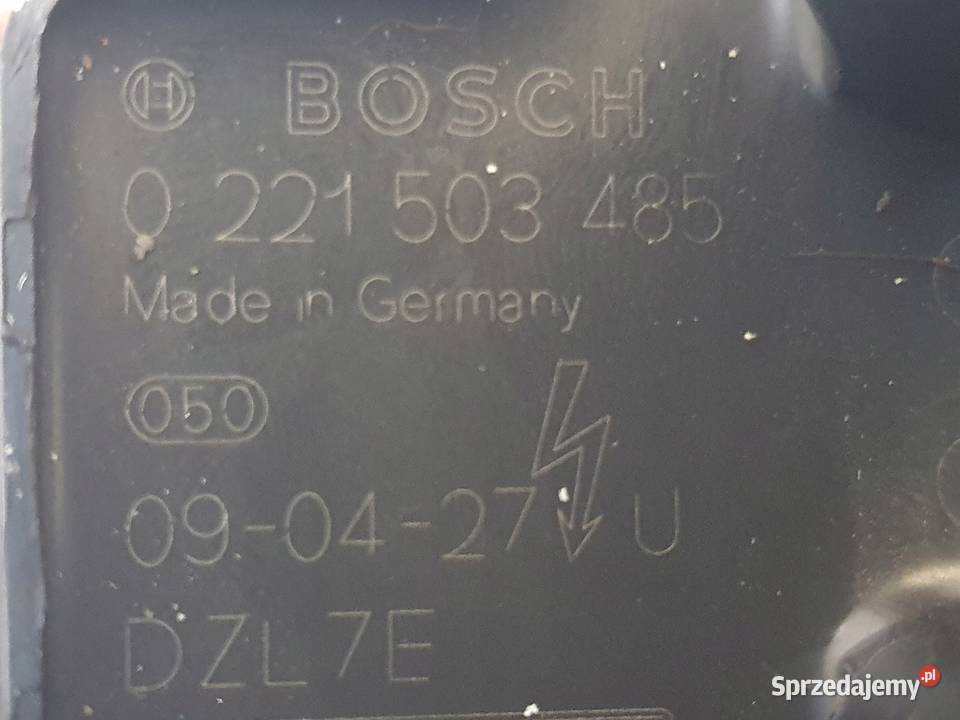 BOSCH
0 221 503 485
Made in Germany
050
09-04-27 U
DZL7E
Sprzedajemy.pl